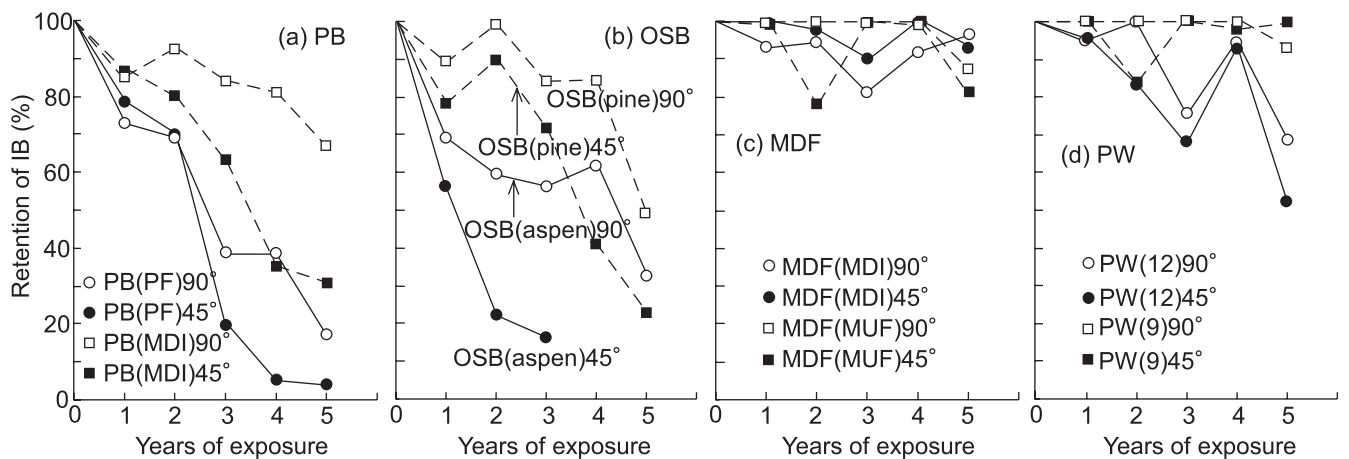 Retention of IB (%)
100
80
60
40
20
0
(a) PB
PB(PF)90°
PB(PF)45°
PB(MDI)90°
PB(MDI)45°
0 1 2 3 4 5
Years of exposure
(b) OSB
OSB(pine)90°
OSB(pine)45°
OSB(aspen)90°
OSB(aspen)45°
0 1 2 3 4 5
Years of exposure
(c) MDF
MDF(MDI)90°
MDF(MDI)45°
MDF(MUF)90°
MDF(MUF)45°
0 1 2 3 4 5
Years of exposure
(d) PW
PW(12)90°
PW(12)45°
PW(9)90°
PW(9)45°
0 1 2 3 4 5
Years of exposure